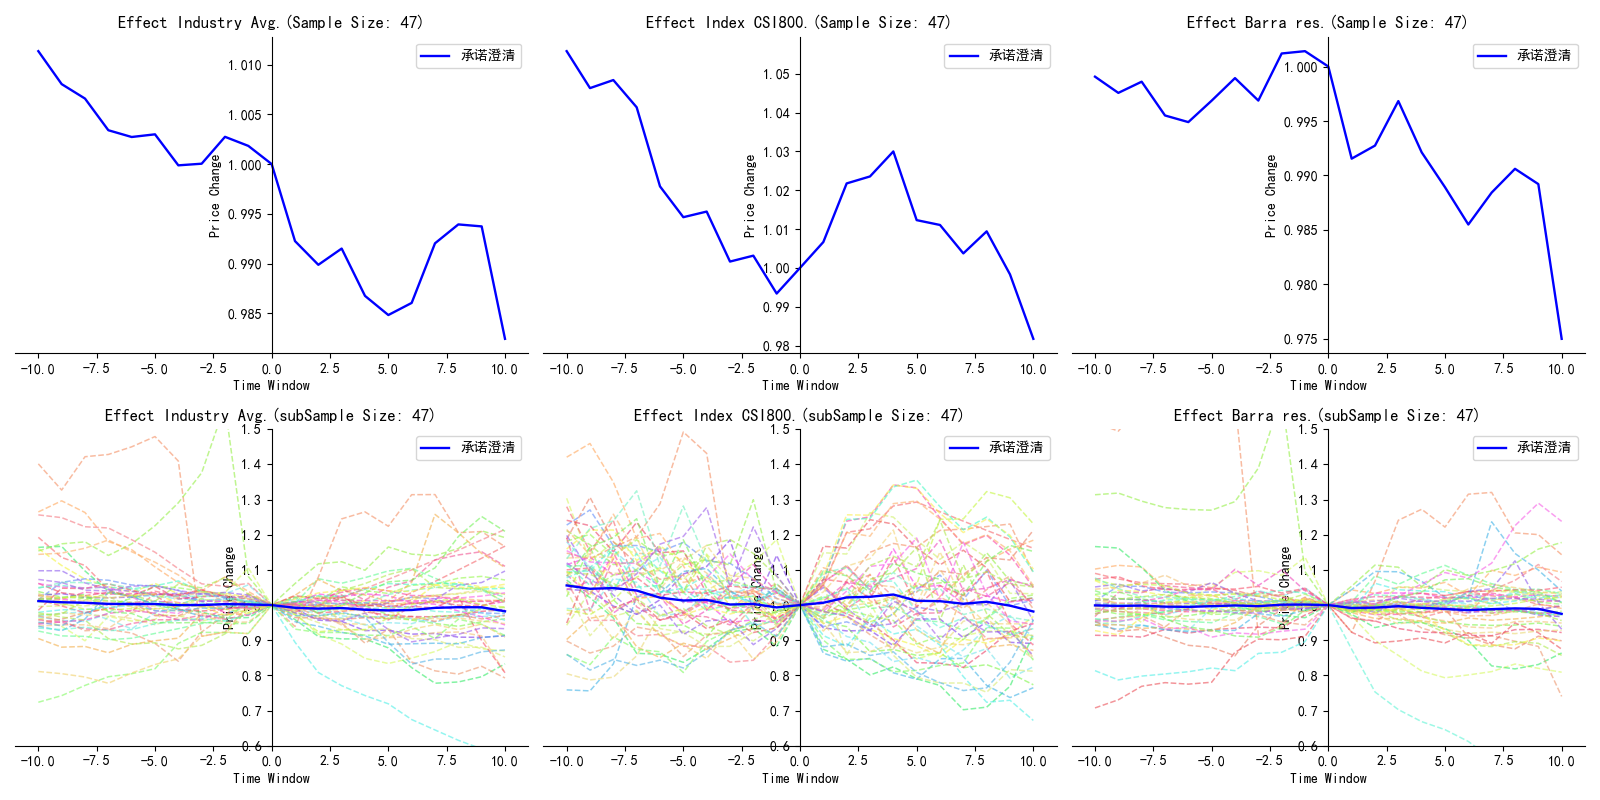 Effect Industry Avg.(Sample Size: 47)
承诺澄清
1.010
1.005
1.000
0.995
0.990
0.985
Price Change
-10.0 -7.5 -5.0 -2.5 0.0 2.5 5.0 7.5 10.0
Time Window
Effect Index CSI800.(Sample Size: 47)
承诺澄清
1.05
1.04
1.03
1.02
1.01
1.00
0.99
0.98
Price Change
-10.0 -7.5 -5.0 -2.5 0.0 2.5 5.0 7.5 10.0
Time Window
Effect Barra res.(Sample Size: 47)
承诺澄清
1.000
0.995
0.990
0.985
0.980
0.975
Price Change
-10.0 -7.5 -5.0 -2.5 0.0 2.5 5.0 7.5 10.0
Time Window
Effect Industry Avg.(subSample Size: 47)
承诺澄清
1.5
1.4
1.3
1.2
1.1
1.0
0.9
0.8
0.7
0.6
Price Change
-10.0 -7.5 -5.0 -2.5 0.0 2.5 5.0 7.5 10.0
Time Window
Effect Index CSI800.(subSample Size: 47)
承诺澄清
1.5
1.4
1.3
1.2
1.1
1.0
0.9
0.8
0.7
0.6
Price Change
-10.0 -7.5 -5.0 -2.5 0.0 2.5 5.0 7.5 10.0
Time Window
Effect Barra res.(subSample Size: 47)
承诺澄清
1.5
1.4
1.3
1.2
1.1
1.0
0.9
0.8
0.7
0.6
Price Change
-10.0 -7.5 -5.0 -2.5 0.0 2.5 5.0 7.5 10.0
Time Window